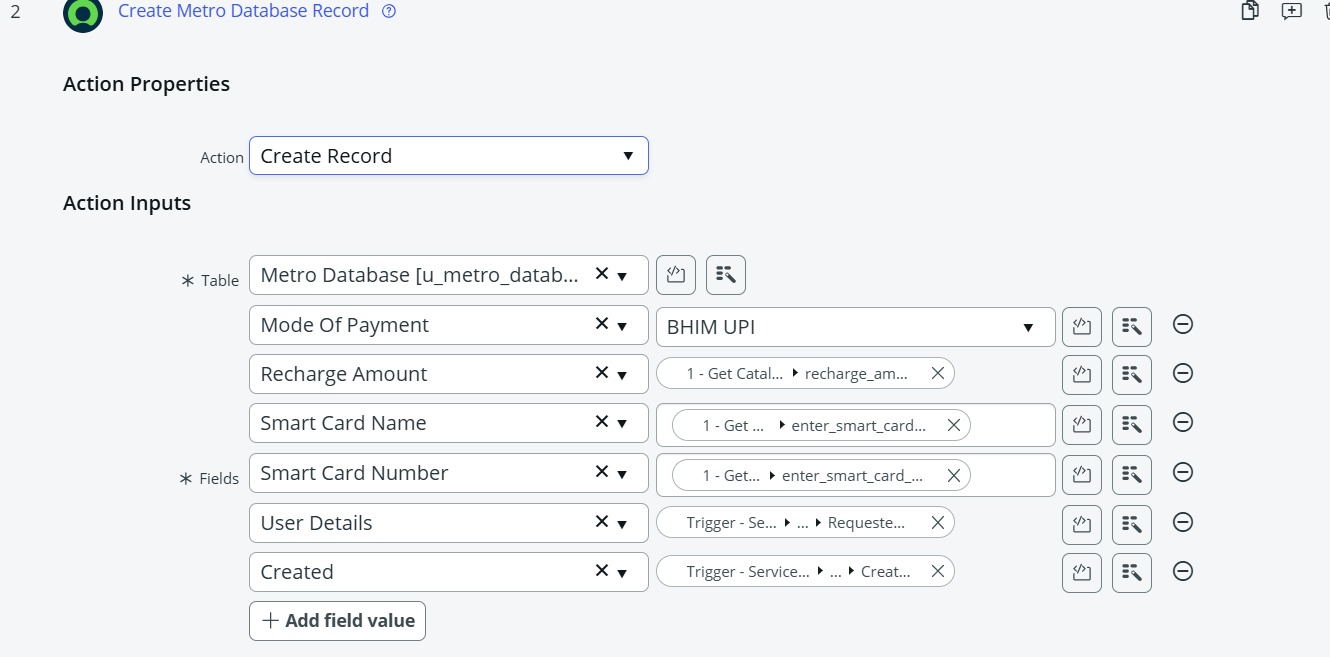 2 Create Metro Database Record
Action Properties
Action Create Record
Action Inputs
Table Metro Database [u_metro_datab...
Mode Of Payment BHIM UPI
Recharge Amount 1 - Get Catal... recharge_am...
Smart Card Name 1 - Get ... enter_smart_card...
Fields Smart Card Number 1 - Get... enter_smart_card_...
User Details Trigger - Se... ... Requeste...
Created Trigger - Service... ... Creat...
Add field value